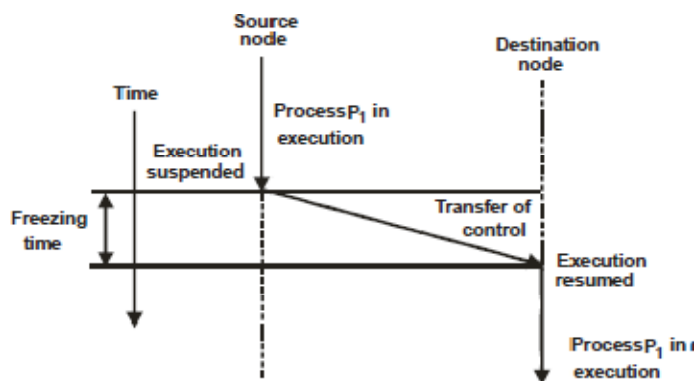 Source
node
Destination
node
Time
Process P1 in
execution
Execution
suspended
Freezing
time
Transfer of
control
Execution
resumed
Process P1 in
execution